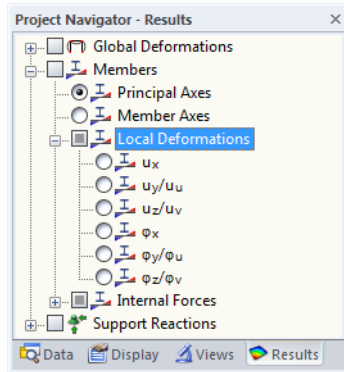 Project Navigator - Results
Global Deformations
Members
Principal Axes
Member Axes
Local Deformations
ux
uy/uu
uz/uv
φx
φy/φu
φz/φv
Internal Forces
Support Reactions
Data Display Views Results